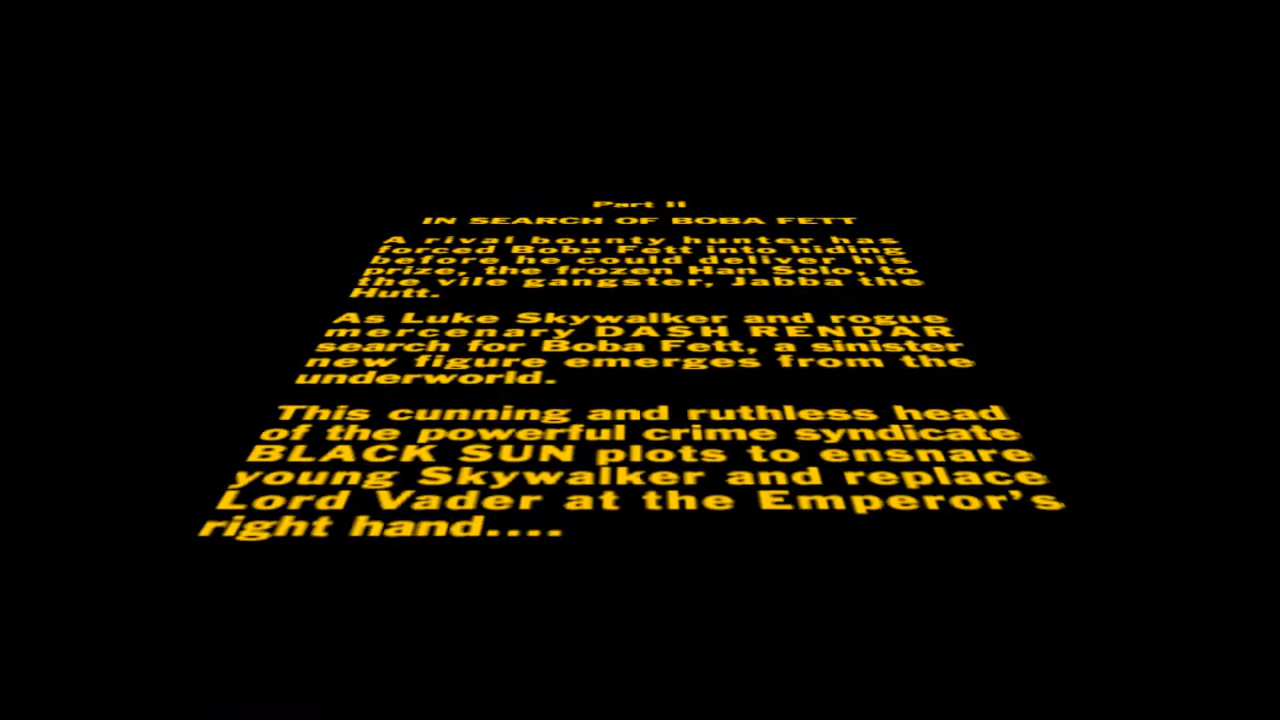 Part II
IN SEARCH OF BOBA FETT
A rival bounty hunter has
forced Boba Fett into hiding
before he could deliver his
prize, the frozen Han Solo, to
the vile gangster, Jabba the
Hutt.
As Luke Skywalker and rogue
mercenary DASH RENDAR
search for Boba Fett, a sinister
new figure emerges from the
underworld.
This cunning and ruthless head
of the powerful crime syndicate
BLACK SUN plots to ensnare
young Skywalker and replace
Lord Vader at the Emperor’s
right hand....